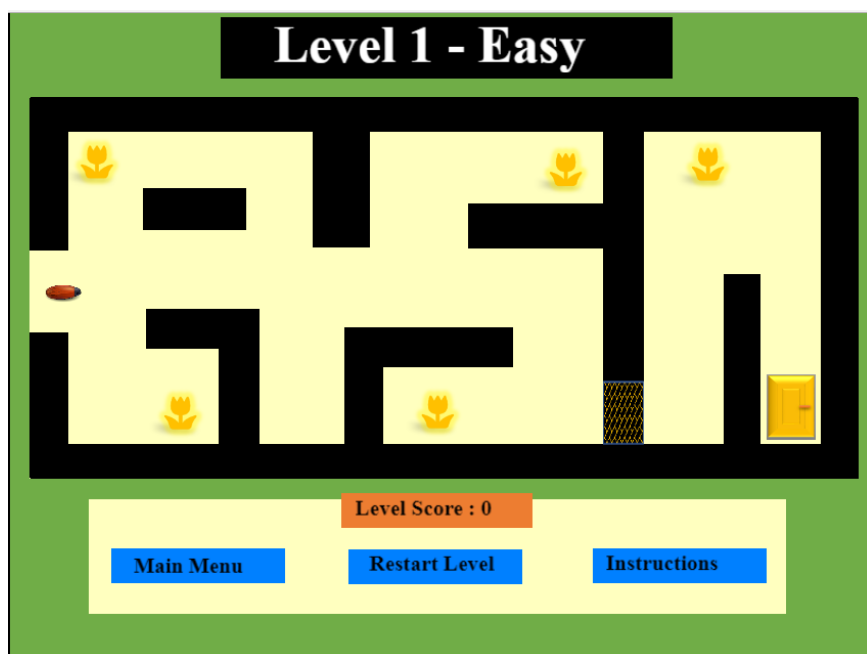 Level 1 - Easy
Level Score : 0
Main Menu
Restart Level
Instructions